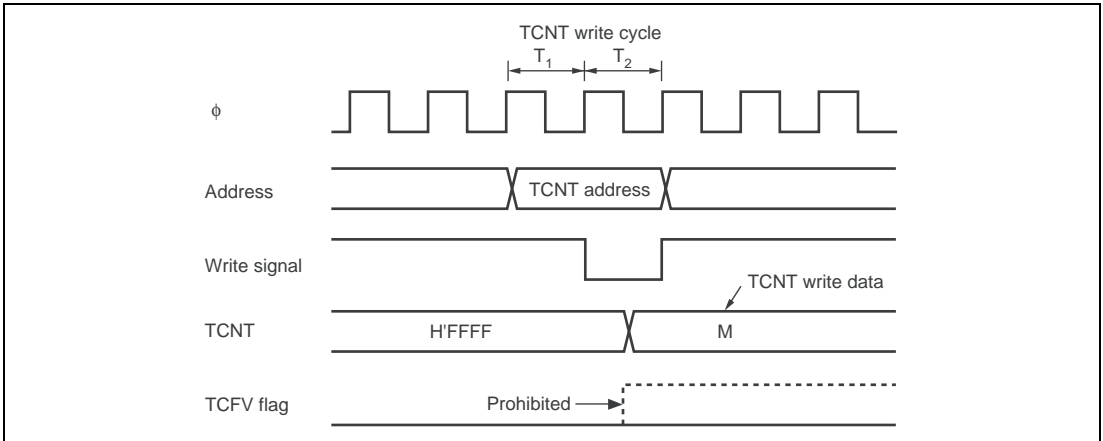 TCNT write cycle
T1 T2
ϕ
Address
TCNT address
Write signal
TCNT write data
TCNT
H'FFFF
M
TCFV flag
Prohibited